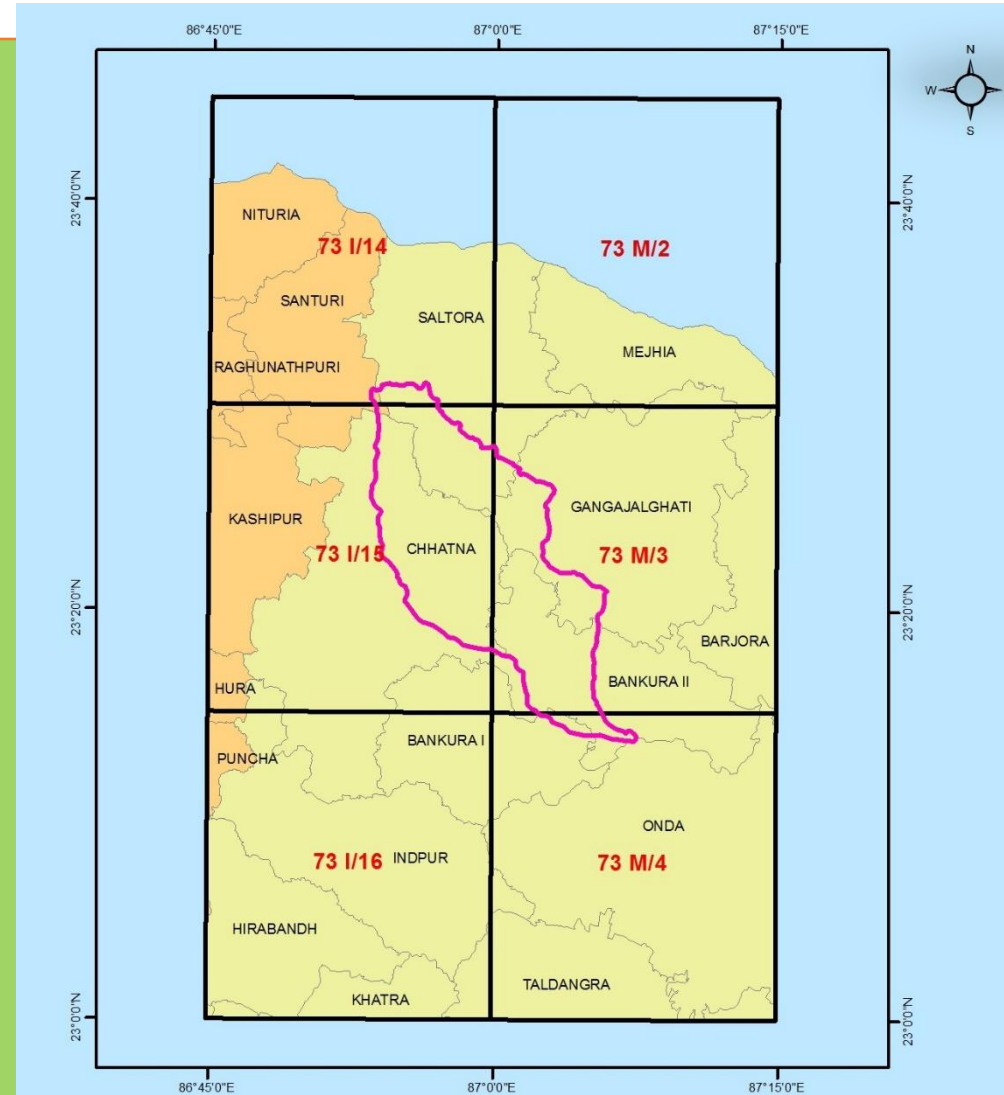 86°45'0"E
87°0'0"E
87°15'0"E
N
W
S
23°40'0"N
23°40'0"N
NITURIA
73 I/14
73 M/2
SANTURI
SALTORA
MEJHIA
RAGHUNATHPURI
GANGAJALGHATI
KASHIPUR
CHHATNA
73 I/15
73 M/3
23°20'0"N
23°20'0"N
BARJORA
HURA
BANKURA II
BANKURA I
PUNCHA
ONDA
73 I/16
INDPUR
73 M/4
HIRABANDH
TALDANGRA
KHATRA
23°0'0"N
23°0'0"N
86°45'0"E
87°0'0"E
87°15'0"E